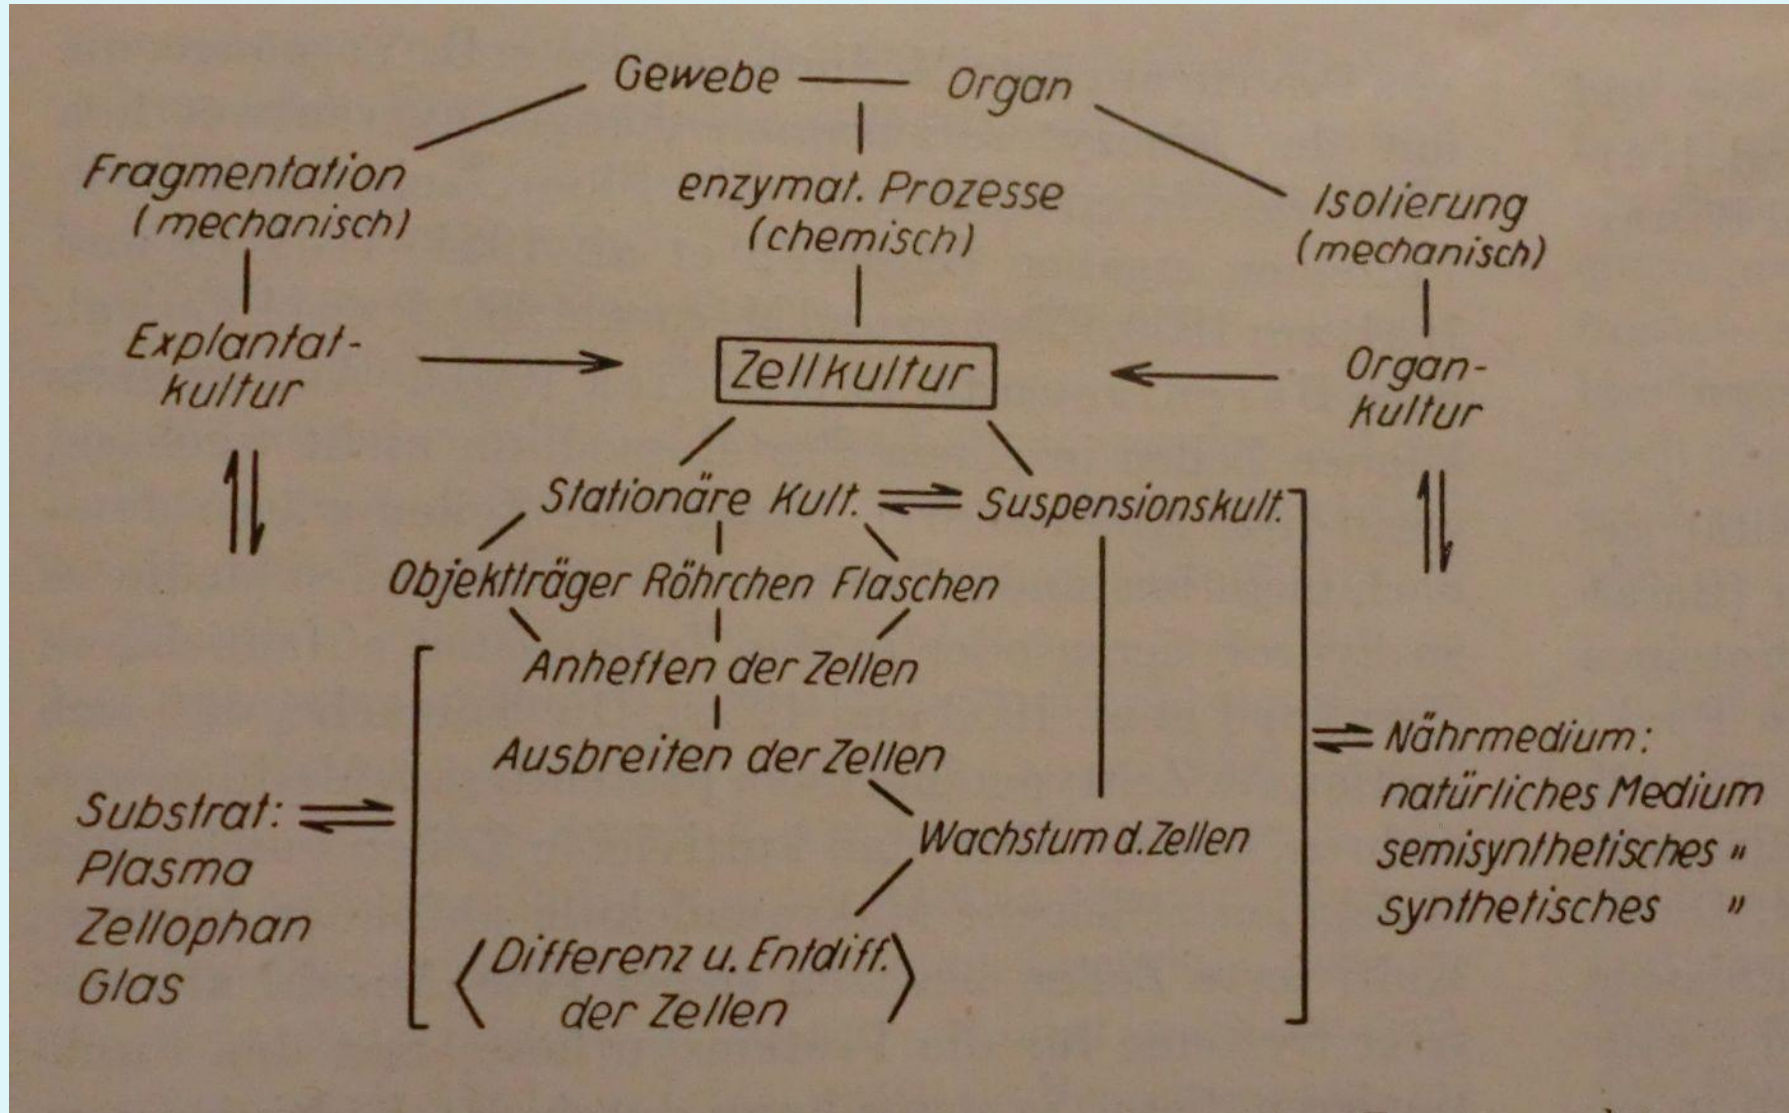 Gewebe — Organ
Fragmentation
(mechanisch)
enzymat. Prozesse
(chemisch)
Isolierung
(mechanisch)
Explantat-
kultur
Zellkultur
Organ-
kultur
Stationäre Kult. ⇌ Suspensionskult.
Objektträger Röhrchen Flaschen
Anheften der Zellen
Ausbreiten der Zellen
Wachstum d. Zellen
Differenz u. Entdiff.
der Zellen
Substrat:
Plasma
Zellophan
Glas
Nährmedium:
natürliches Medium
semisynthetisches "
synthetisches "